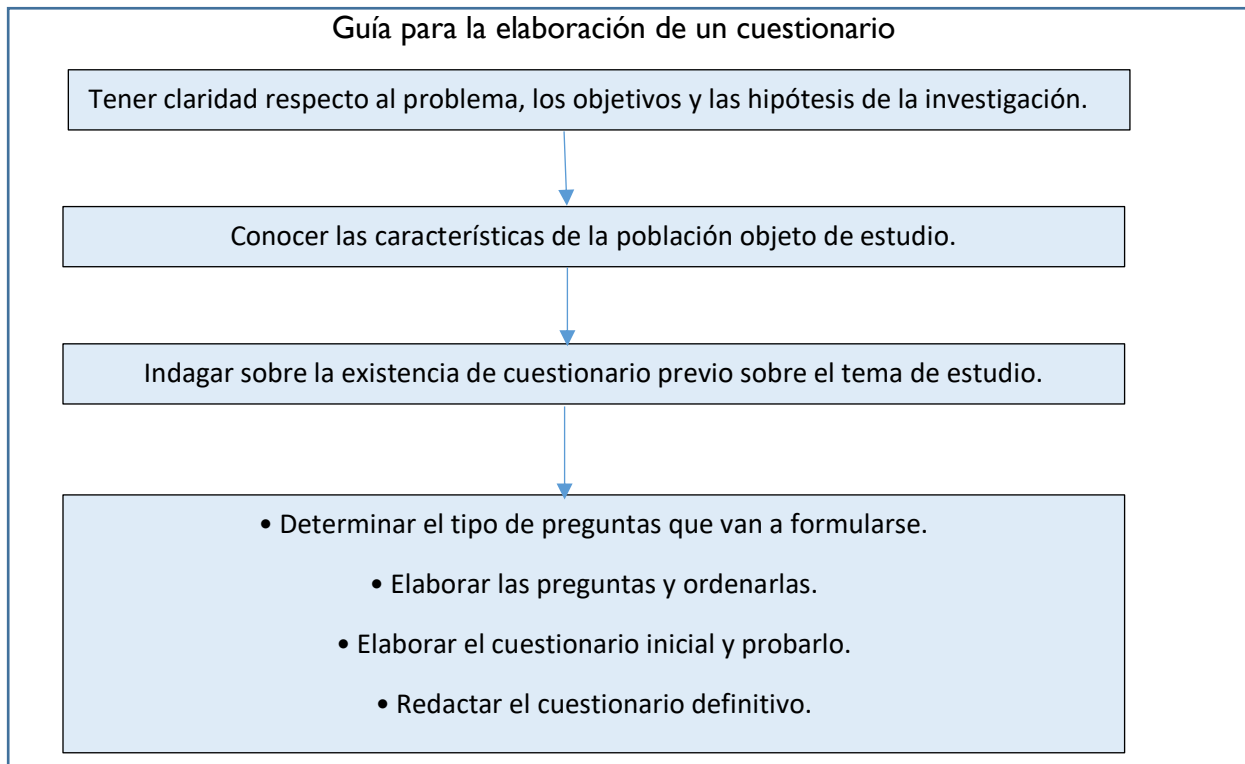 Guía para la elaboración de un cuestionario
Tener claridad respecto al problema, los objetivos y las hipótesis de la investigación.
Conocer las características de la población objeto de estudio.
Indagar sobre la existencia de cuestionario previo sobre el tema de estudio.
• Determinar el tipo de preguntas que van a formularse.
• Elaborar las preguntas y ordenarlas.
• Elaborar el cuestionario inicial y probarlo.
• Redactar el cuestionario definitivo.